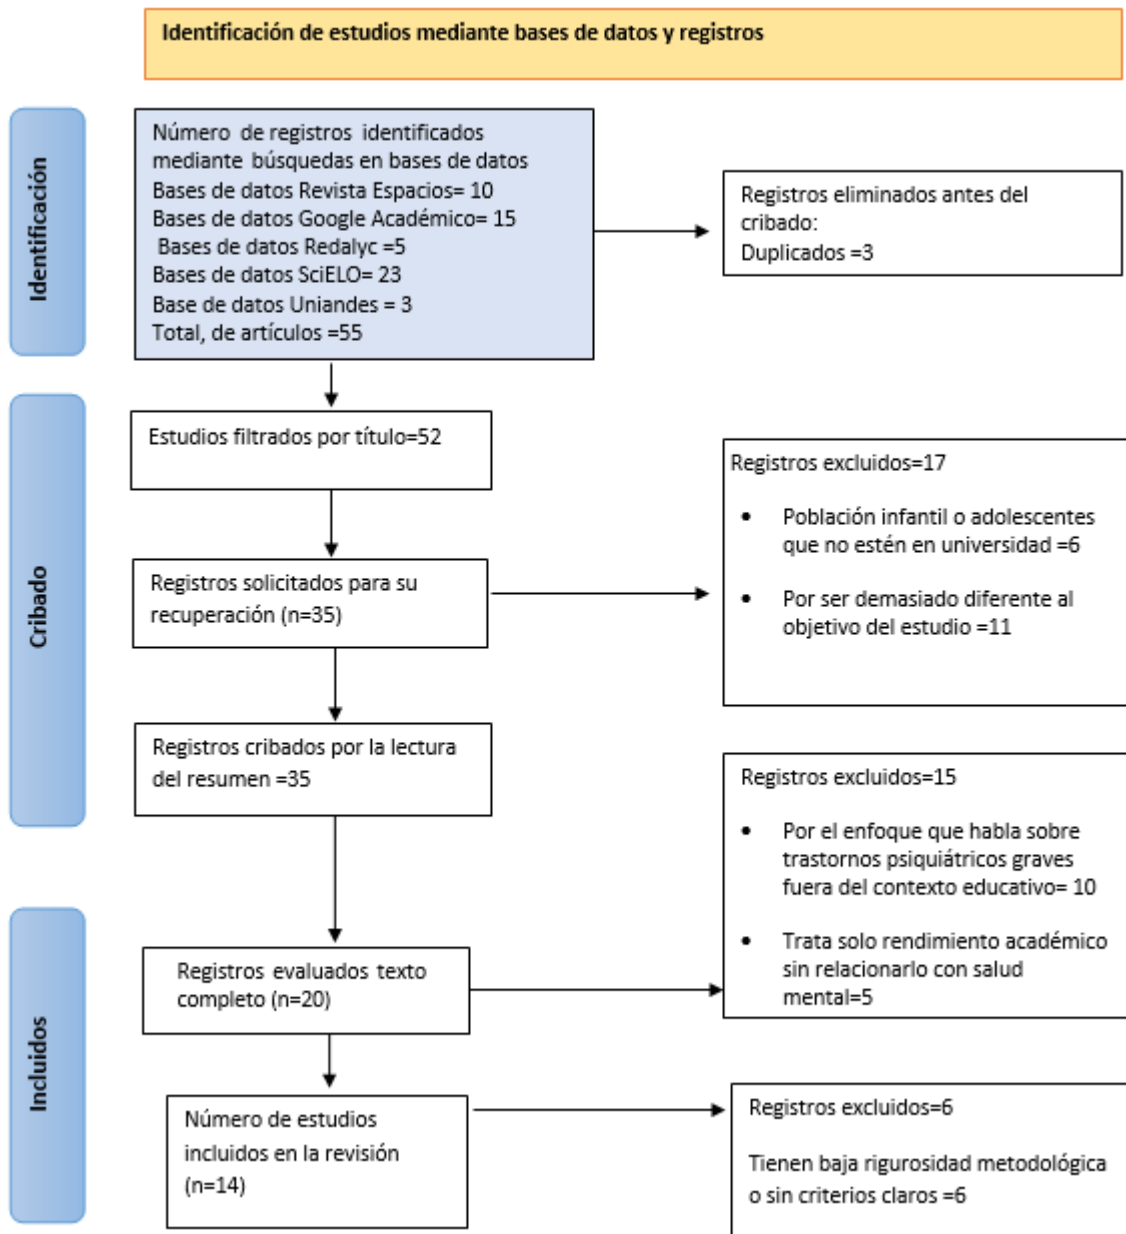 Identificación de estudios mediante bases de datos y registros
Identificación
Número de registros identificados
mediante búsquedas en bases de datos
Bases de datos Revista Espacios= 10
Bases de datos Google Académico= 15
Bases de datos Redalyc =5
Bases de datos SciELO= 23
Base de datos Uniandes = 3
Total, de artículos =55
Registros eliminados antes del
cribado:
Duplicados =3
Cribado
Estudios filtrados por título=52
Registros solicitados para su
recuperación (n=35)
Registros excluidos=17
• Población infantil o adolescentes
que no estén en universidad =6
• Por ser demasiado diferente al
objetivo del estudio =11
Registros cribados por la lectura
del resumen =35
Registros excluidos=15
• Por el enfoque que habla sobre
trastornos psiquiátricos graves
fuera del contexto educativo= 10
• Trata solo rendimiento académico
sin relacionarlo con salud
mental=5
Incluidos
Registros evaluados texto
completo (n=20)
Número de estudios
incluidos en la revisión
(n=14)
Registros excluidos=6
Tienen baja rigurosidad metodológica
o sin criterios claros =6